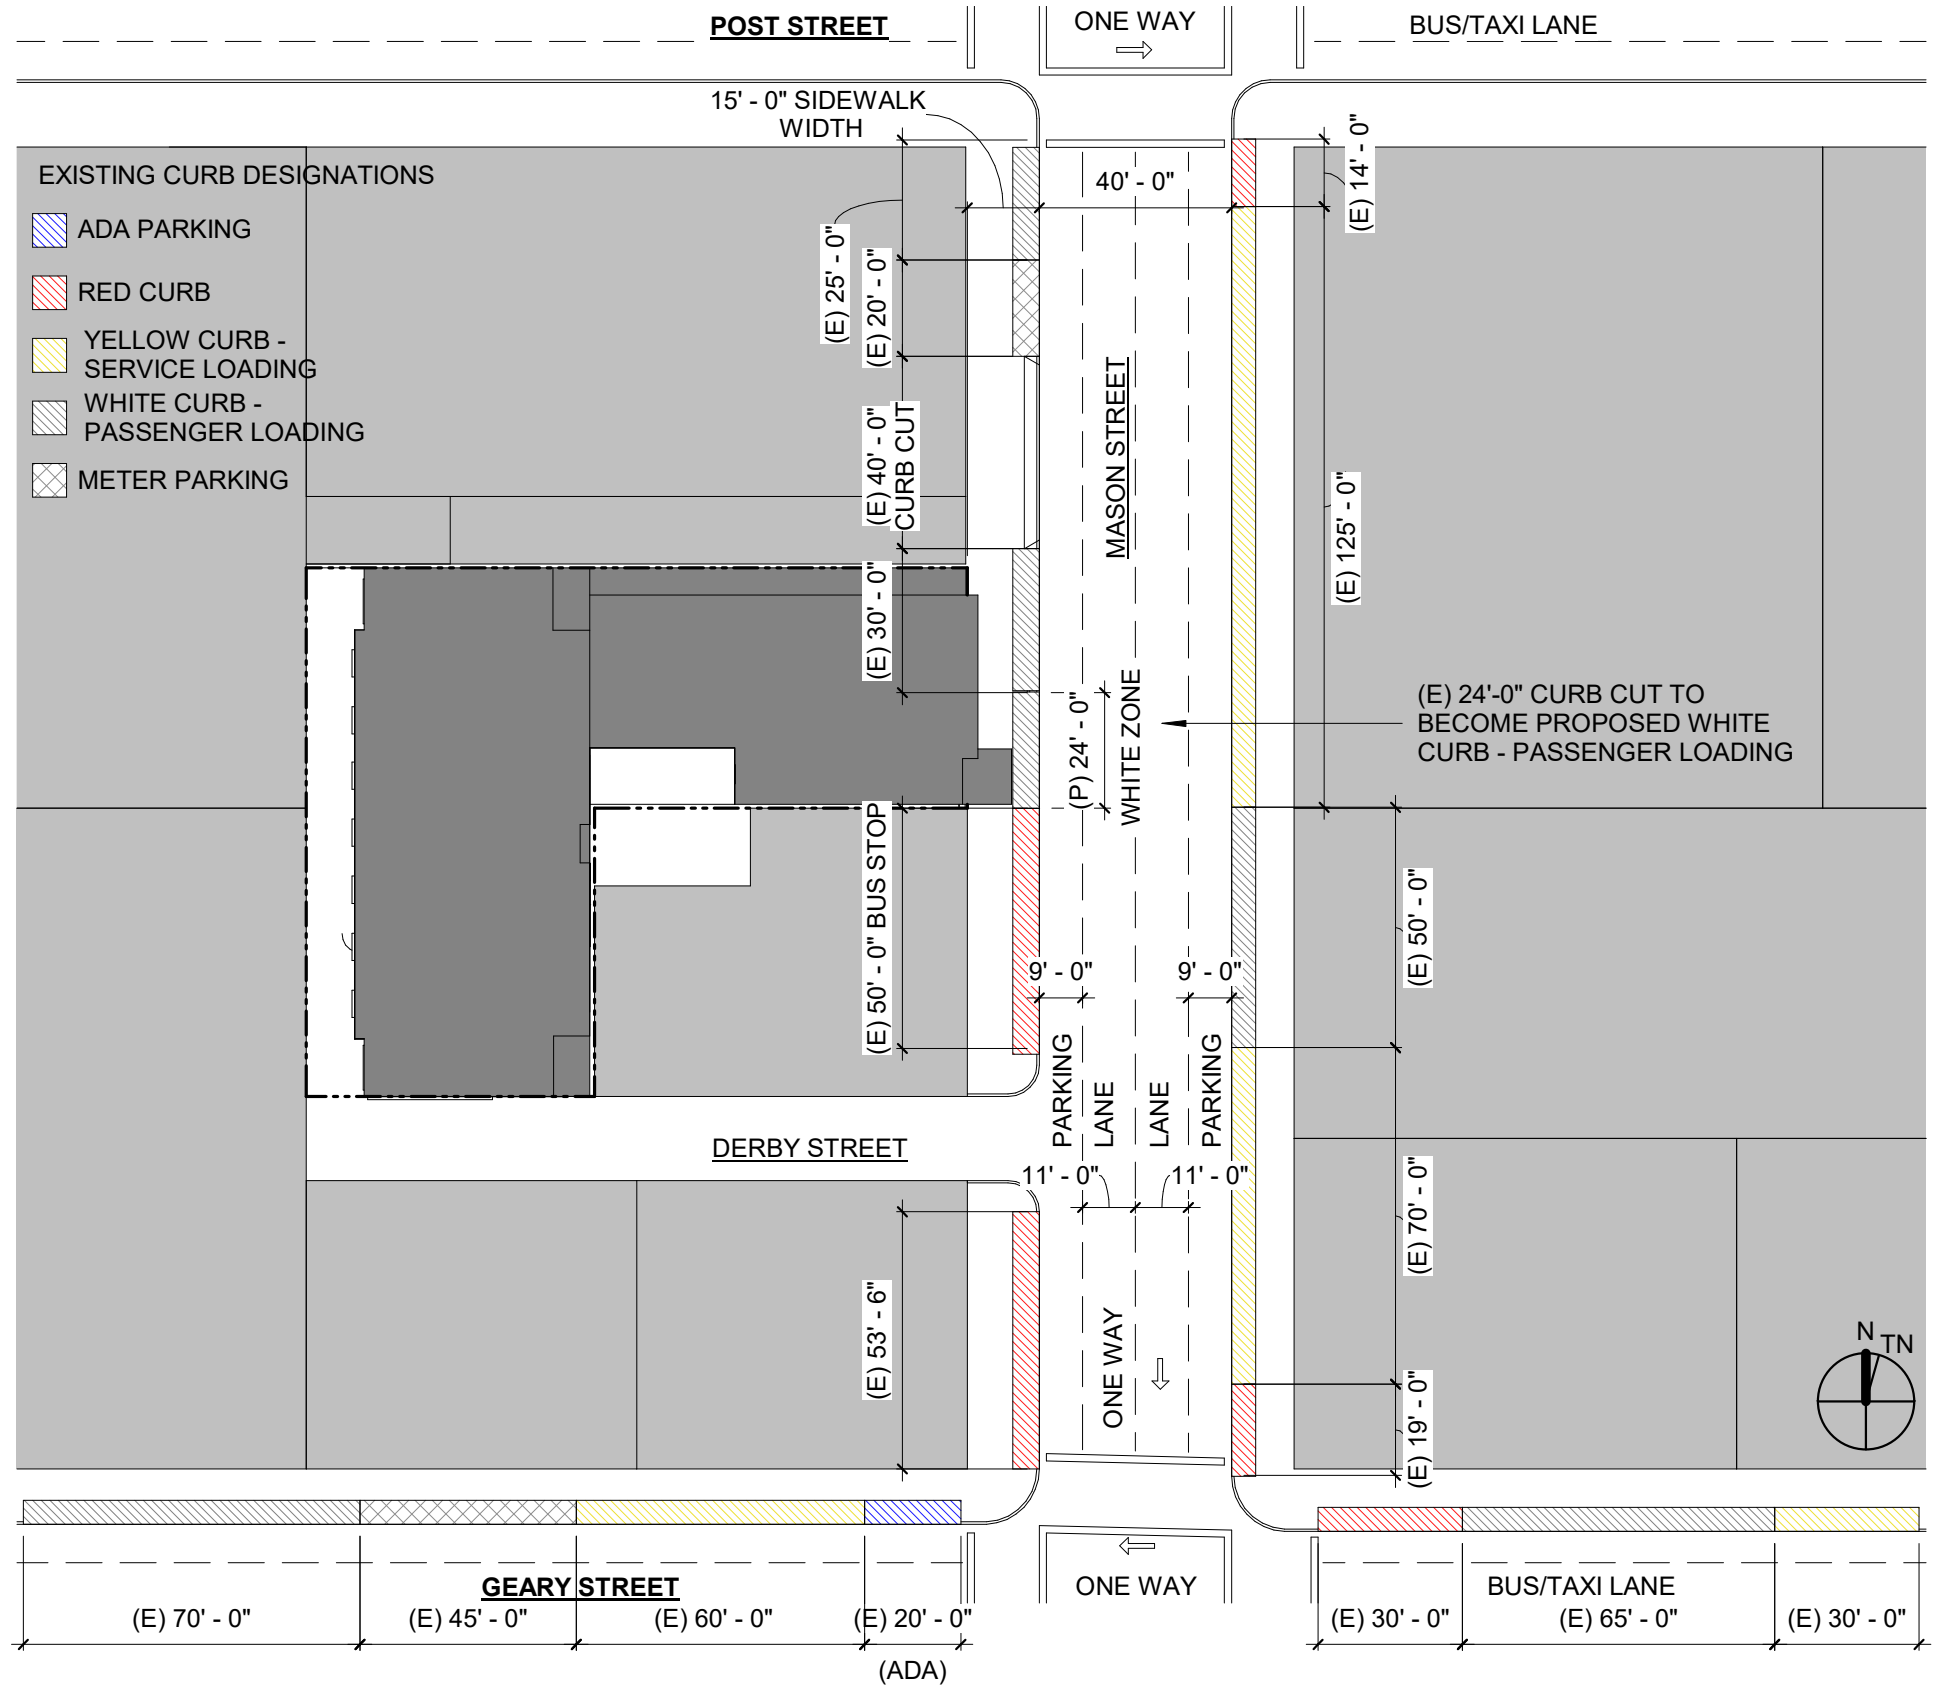 POST STREET
ONE WAY
BUS/TAXI LANE
15' - 0" SIDEWALK
WIDTH
EXISTING CURB DESIGNATIONS
ADA PARKING
RED CURB
YELLOW CURB -
SERVICE LOADING
WHITE CURB -
PASSENGER LOADING
METER PARKING
40' - 0"
(E) 14' - 0"
(E) 25' - 0"
(E) 20' - 0"
(E) 40' - 0"
CURB CUT
(E) 30' - 0"
MASON STREET
(E) 125' - 0"
(P) 24' - 0"
WHITE ZONE
(E) 24'-0" CURB CUT TO
BECOME PROPOSED WHITE
CURB - PASSENGER LOADING
(E) 50' - 0" BUS STOP
(E) 50' - 0"
9' - 0"
9' - 0"
PARKING
LANE
LANE
PARKING
DERBY STREET
11' - 0"
11' - 0"
(E) 70' - 0"
(E) 53' - 6"
ONE WAY
(E) 19' - 0"
N
TN
GEARY STREET
ONE WAY
BUS/TAXI LANE
(E) 70' - 0"
(E) 45' - 0"
(E) 60' - 0"
(E) 20' - 0"
(ADA)
(E) 30' - 0"
(E) 65' - 0"
(E) 30' - 0"